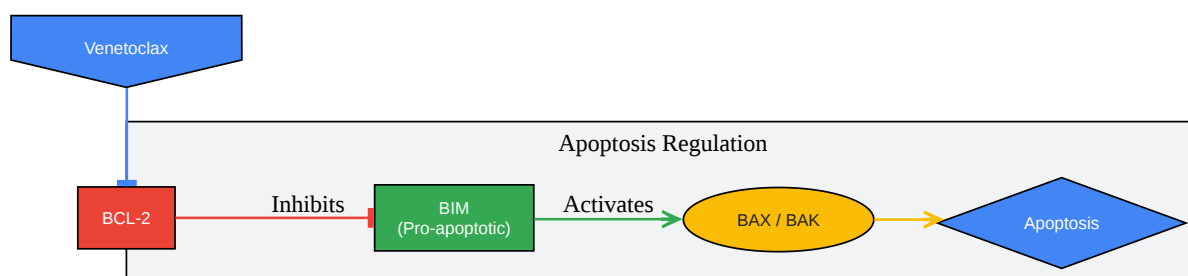 Venetoclax
Apoptosis Regulation
BCL-2
Inhibits
BIM
(Pro-apoptotic)
Activates
BAX / BAK
Apoptosis